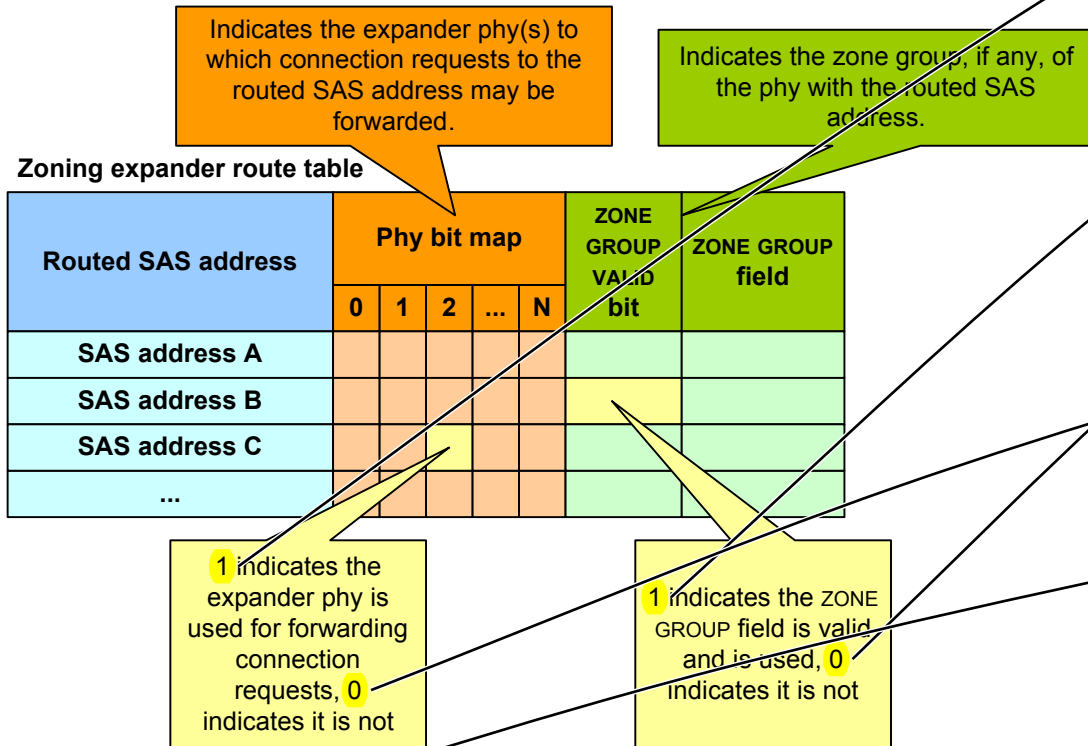 Indicates the expander phy(s) to
which connection requests to the
routed SAS address may be
forwarded.
Indicates the zone group, if any, of
the phy with the routed SAS
address.
Zoning expander route table
Routed SAS address
Phy bit map
0 1 2 ... N
ZONE
GROUP
VALID
bit
ZONE GROUP
field
SAS address A
SAS address B
SAS address C
...
1 indicates the
expander phy is
used for forwarding
connection
requests, 0
indicates it is not
1 indicates the ZONE
GROUP field is valid
and is used, 0
indicates it is not